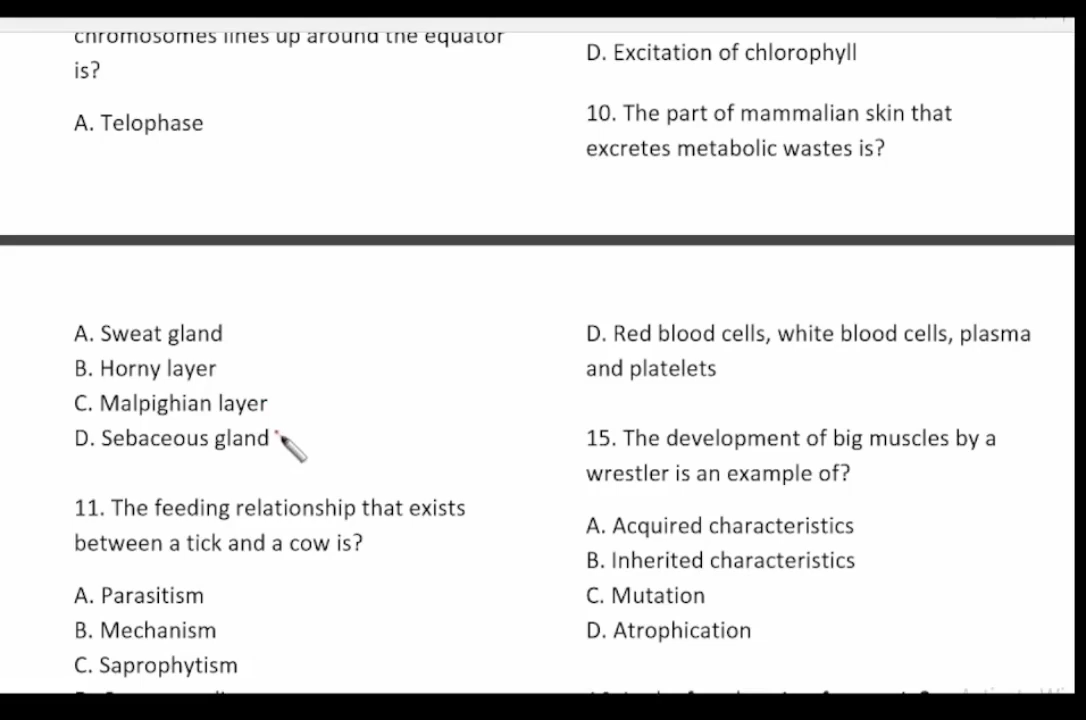 chromosomes lines up around the equator
is?
A. Telophase
D. Excitation of chlorophyll
10. The part of mammalian skin that
excretes metabolic wastes is?
A. Sweat gland
B. Horny layer
C. Malpighian layer
D. Sebaceous gland
11. The feeding relationship that exists
between a tick and a cow is?
A. Parasitism
B. Mechanism
C. Saprophytism
D. Red blood cells, white blood cells, plasma
and platelets
15. The development of big muscles by a
wrestler is an example of?
A. Acquired characteristics
B. Inherited characteristics
C. Mutation
D. Atrophication